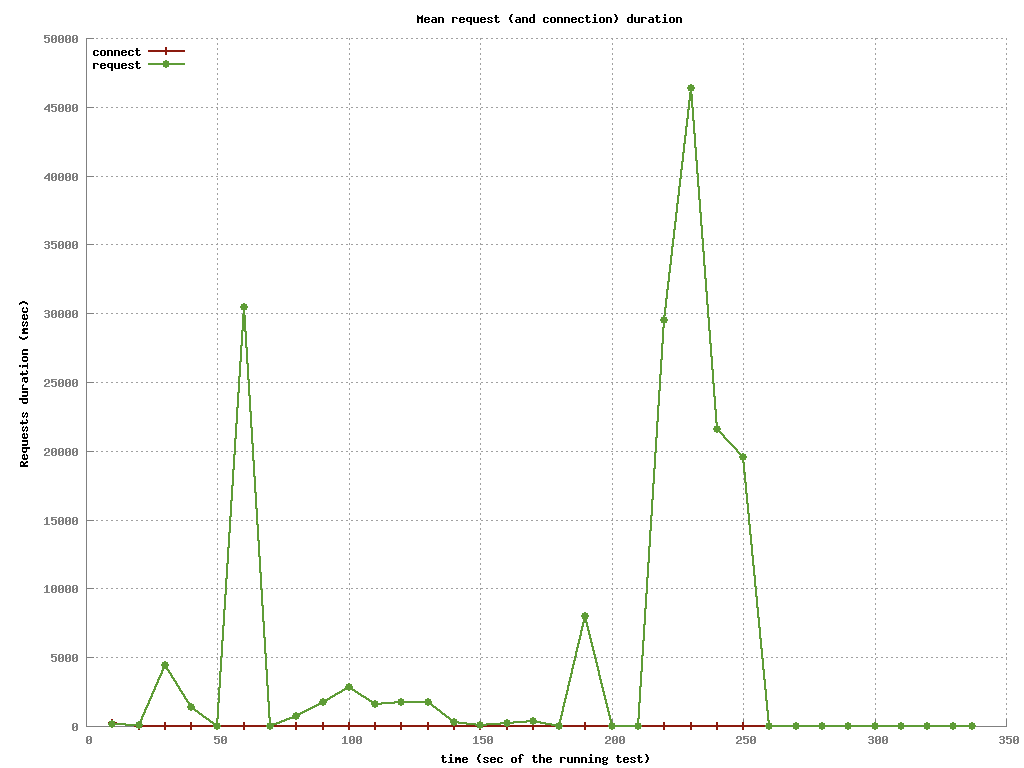 Mean request (and connection) duration
50000
connect
request
45000
40000
35000
30000
25000
20000
15000
10000
5000
0
Requests duration (msec)
0 50 100 150 200 250 300 350
time (sec of the running test)